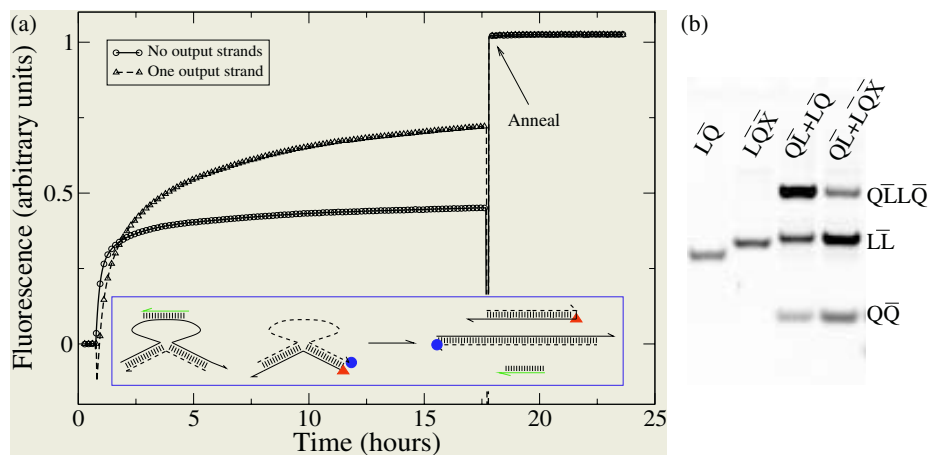 (a)
Fluorescence (arbitrary units)
1
0.5
0
No output strands
One output strand
Anneal
0 5 10 15 20 25
Time (hours)
(b)
LQ̅
LQ̅X̅
QL̅+LQ̅
QL̅+LQ̅X̅
QL̅LQ̅
LL̅
QQ̅